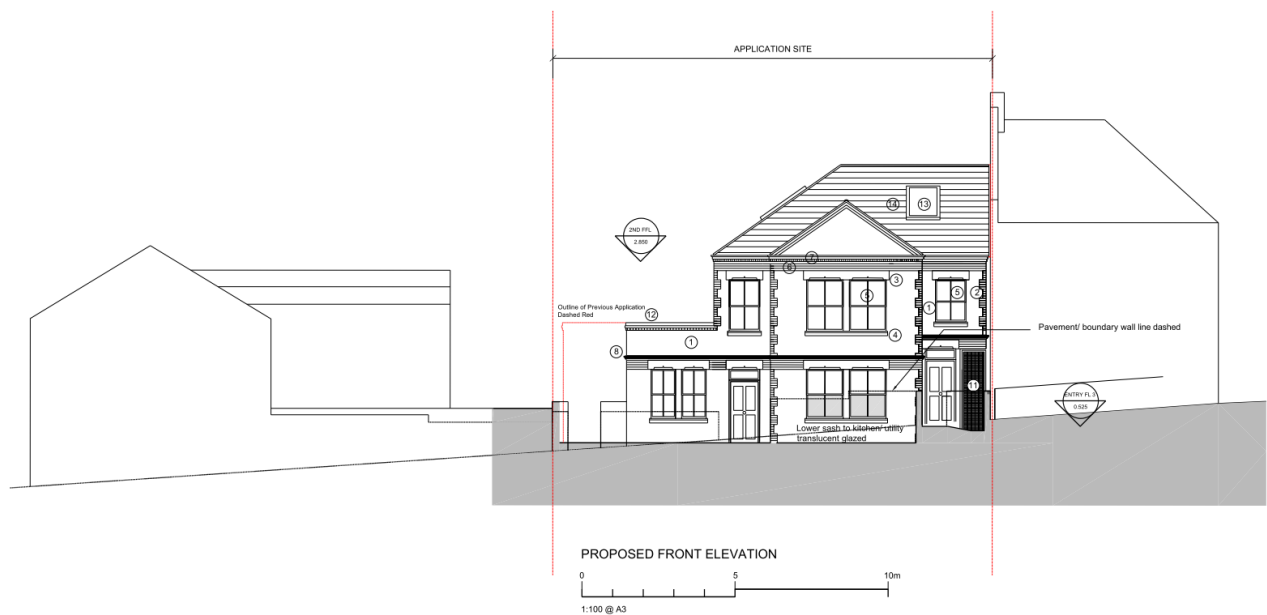 APPLICATION SITE
14
13
2ND FFL
2.850
7
6
3
5
5
2
1
Outline of Previous Application
Dashed Red
12
Pavement/ boundary wall line dashed
1
4
8
11
ENTRY FL 3
0.525
Lower sash to kitchen/ utility
translucent glazed
PROPOSED FRONT ELEVATION
0
5
10m
1:100 @ A3